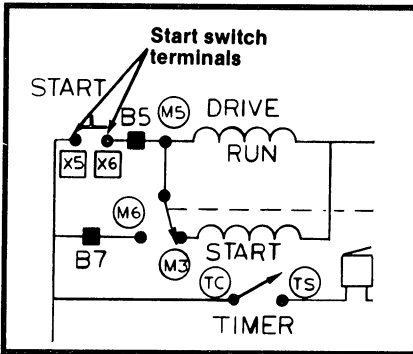 Start switch
terminals
START
B5
M5
DRIVE
RUN
X5
X6
M6
B7
M3
START
TC
TS
TIMER